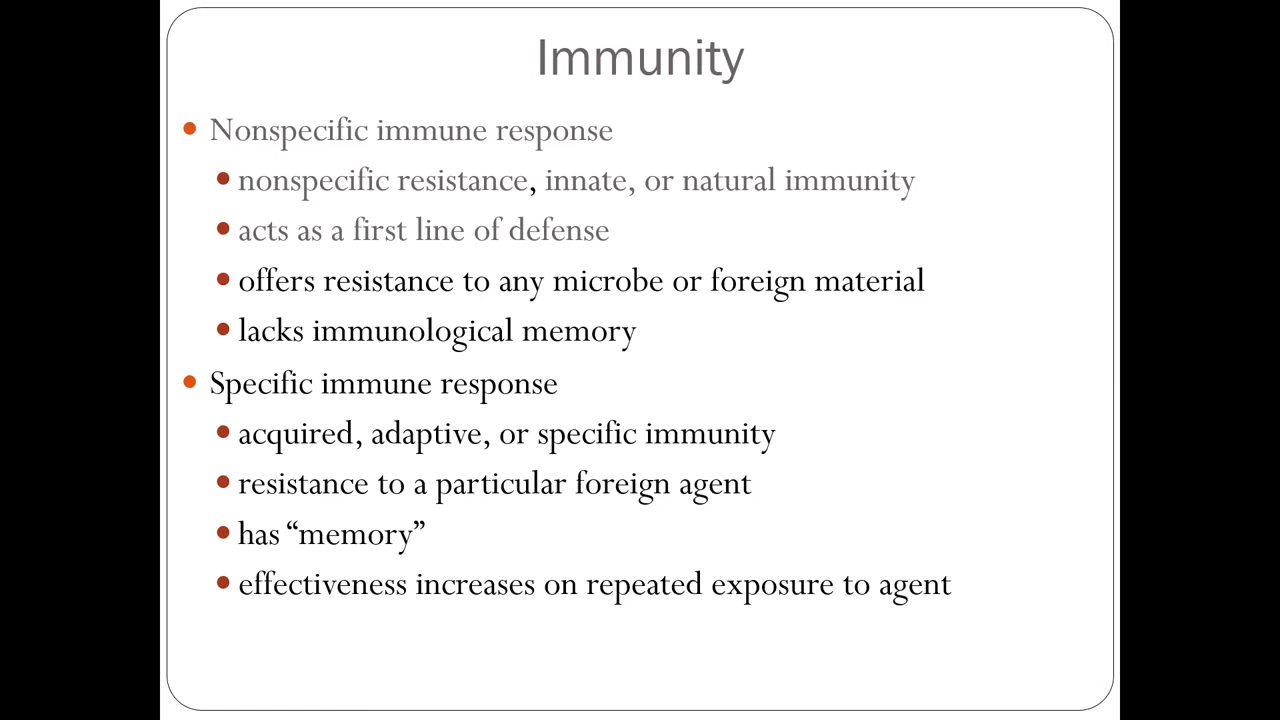 Immunity
Nonspecific immune response
nonspecific resistance, innate, or natural immunity
acts as a first line of defense
offers resistance to any microbe or foreign material
lacks immunological memory
Specific immune response
acquired, adaptive, or specific immunity
resistance to a particular foreign agent
has “memory”
effectiveness increases on repeated exposure to agent